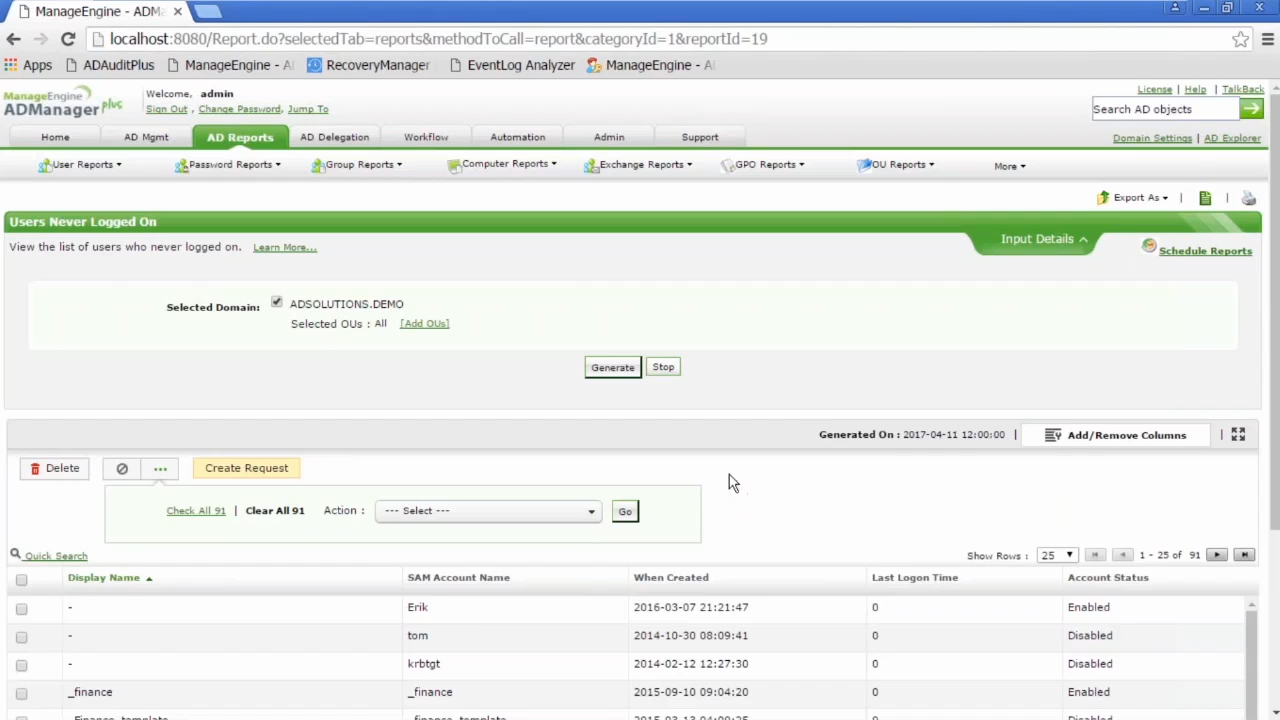 ManageEngine - ADMa
localhost:8080/Report.do?selectedTab=reports&methodToCall=report&categoryId=1&reportId=19
Apps ADAuditPlus ManageEngine - A RecoveryManager EventLog Analyzer ManageEngine - A
ManageEngine
ADManager plus
Welcome, admin
Sign Out , Change Password, Jump To
License | Help | TalkBack
Search AD objects
Home AD Mgmt AD Reports AD Delegation Workflow Automation Admin Support
Domain Settings | AD Explorer
User Reports Password Reports Group Reports Computer Reports Exchange Reports GPO Reports OU Reports More
Export As | |
Users Never Logged On
View the list of users who never logged on. Learn More...
Input Details
Schedule Reports
Selected Domain: ADSOLUTIONS.DEMO
Selected OUs : All [Add OUs]
Generate Stop
Generated On : 2017-04-11 12:00:00 | Add/Remove Columns |
Delete ... Create Request
Check All 91 | Clear All 91 Action : --- Select --- Go
Quick Search
Show Rows : 25 1 - 25 of 91
Display Name SAM Account Name When Created Last Logon Time Account Status
- Erik 2016-03-07 21:21:47 0 Enabled
- tom 2014-10-30 08:09:41 0 Disabled
- krbtgt 2014-02-12 12:27:30 0 Disabled
_finance _finance 2015-09-10 09:04:20 0 Enabled
_Finance_template _finance_template 2015-03-13 04:00:25 0 Disabled